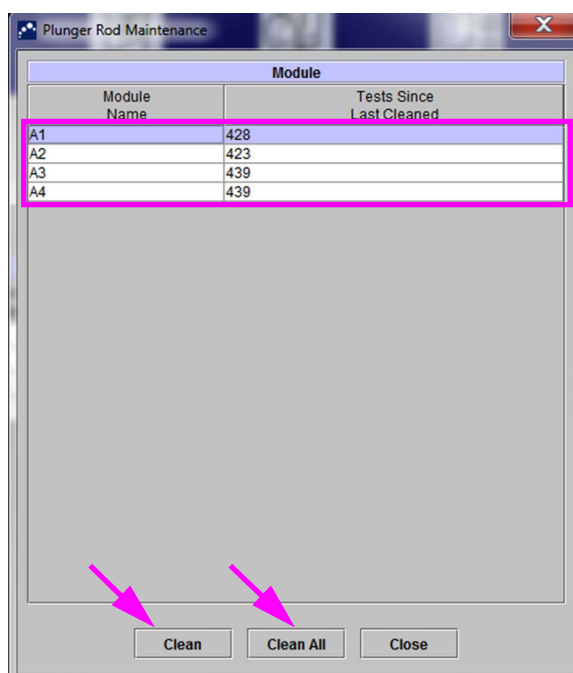 Plunger Rod Maintenance
X
Module
Module Name
Tests Since Last Cleaned
A1 428
A2 423
A3 439
A4 439
Clean Clean All Close